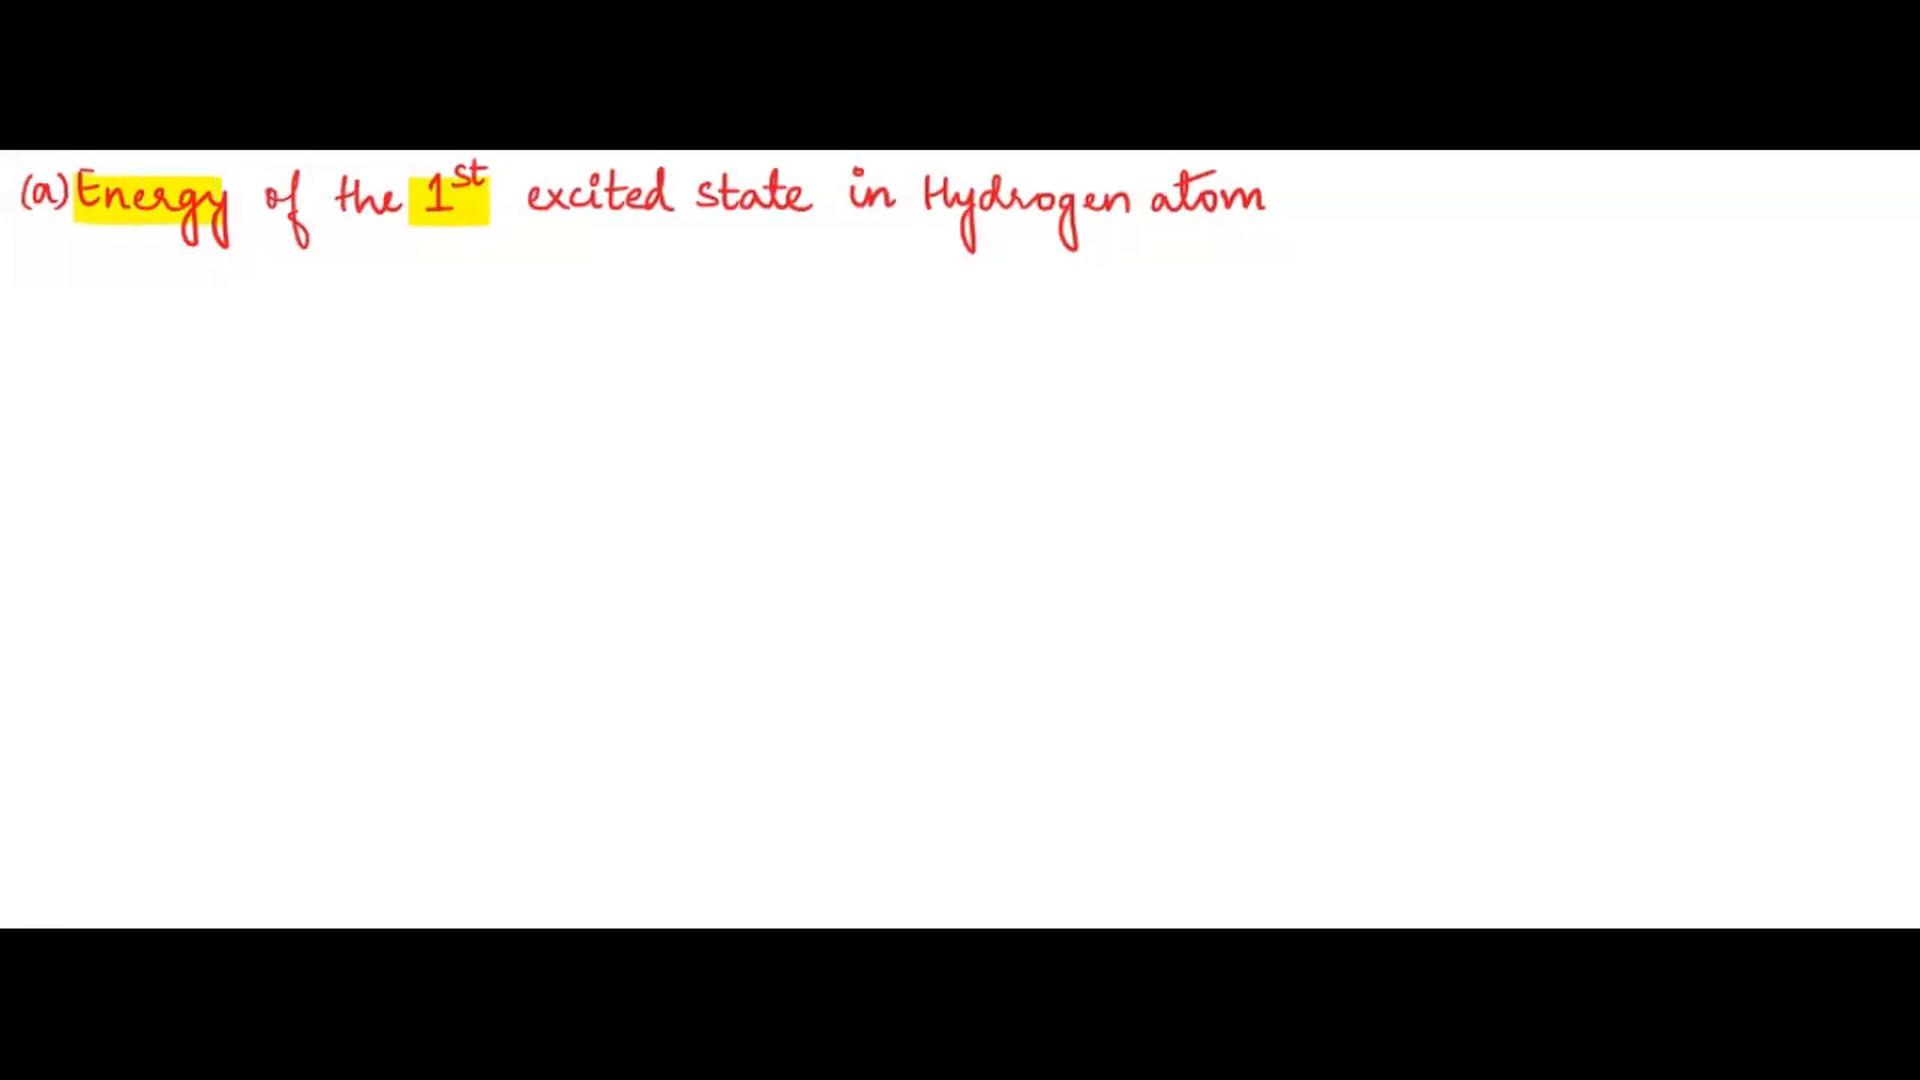 (a) Energy of the 1st excited state in Hydrogen atom